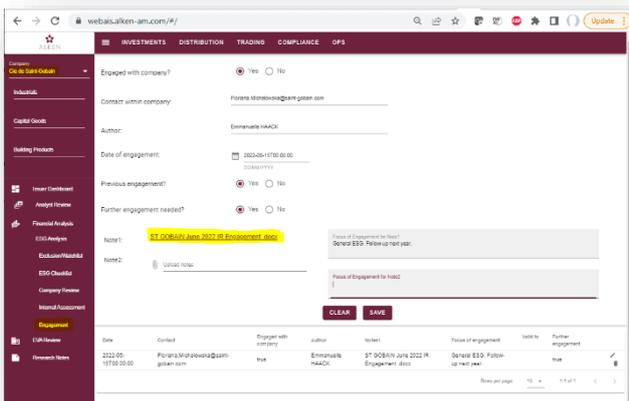 webais.alken-am.com/#/
Update
ALKEN
INVESTMENTS DISTRIBUTION TRADING COMPLIANCE OPS
Company
Cie de Saint-Gobain
Industrials
Capital Goods
Building Products
Issuer Dashboard
Analyst Review
Financial Analysis
ESG Analysis
Exclusion/Watchlist
ESG Checklist
Company Review
Internal Assessment
Engagement
EVA Review
Research Notes
Engaged with company? Yes No
Contact within company: Floriana.Michelowska@saint-gobain.com
Author: Emmanuelle HAACK
Date of engagement: 2022-06-15T00:00:00
DD/MM/YYYY
Previous engagement? Yes No
Further engagement needed? Yes No
Note1: ST GOBAIN June 2022 IR Engagement .docx
Focus of Engagement for Note1
General ESG. Follow up next year.
Note2: Upload notes
Focus of Engagement for Note2
CLEAR SAVE
Date Contact Engaged with company Author Notes1 Focus of engagement Valid to Further engagement
2022-06-15T00:00:00 Floriana.Michelowska@saint-gobain.com true Emmanuelle HAACK ST GOBAIN June 2022 IR Engagement .docx General ESG. Follow-up next year. true
Rows per page: 10 1-1 of 1